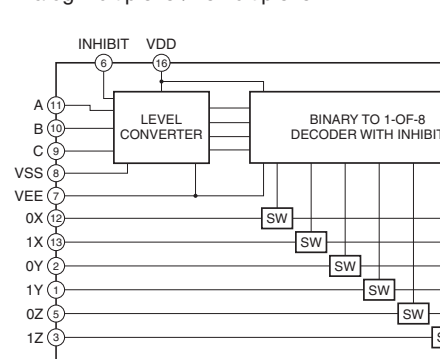 INHIBIT VDD
6 16
A 11
LEVEL CONVERTER
BINARY TO 1-OF-8
DECODER WITH INHIBIT
B 10
C 9
VSS 8
VEE 7
0X 12 SW
1X 13 SW
0Y 2 SW
1Y 1 SW
0Z 5 SW
1Z 3